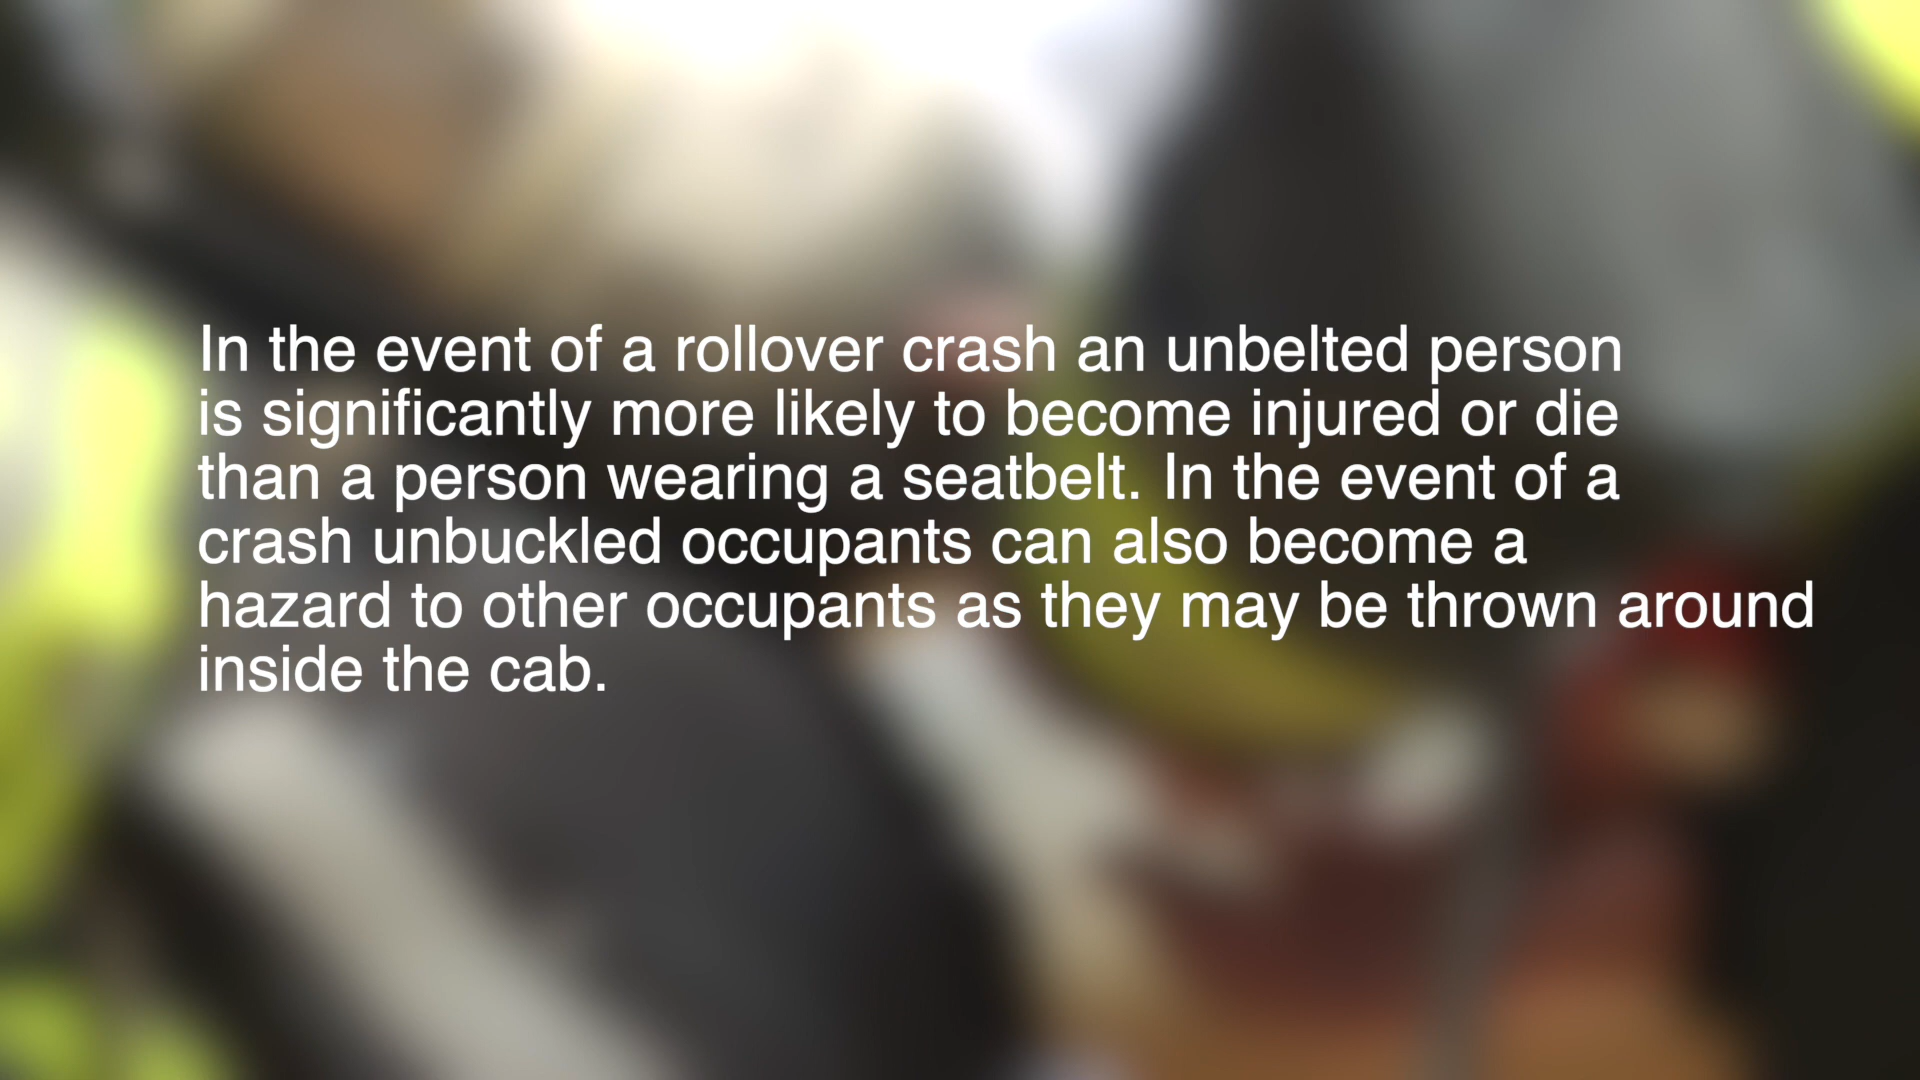 In the event of a rollover crash an unbelted person
is significantly more likely to become injured or die
than a person wearing a seatbelt. In the event of a
crash unbuckled occupants can also become a
hazard to other occupants as they may be thrown around
inside the cab.